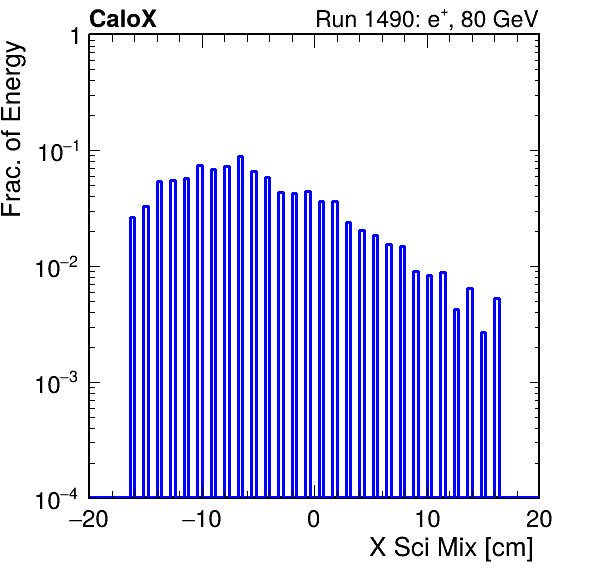 CaloX
Run 1490: e⁺, 80 GeV
Frac. of Energy
1
10⁻¹
10⁻²
10⁻³
10⁻⁴
−20
−10
0
10
20
X Sci Mix [cm]